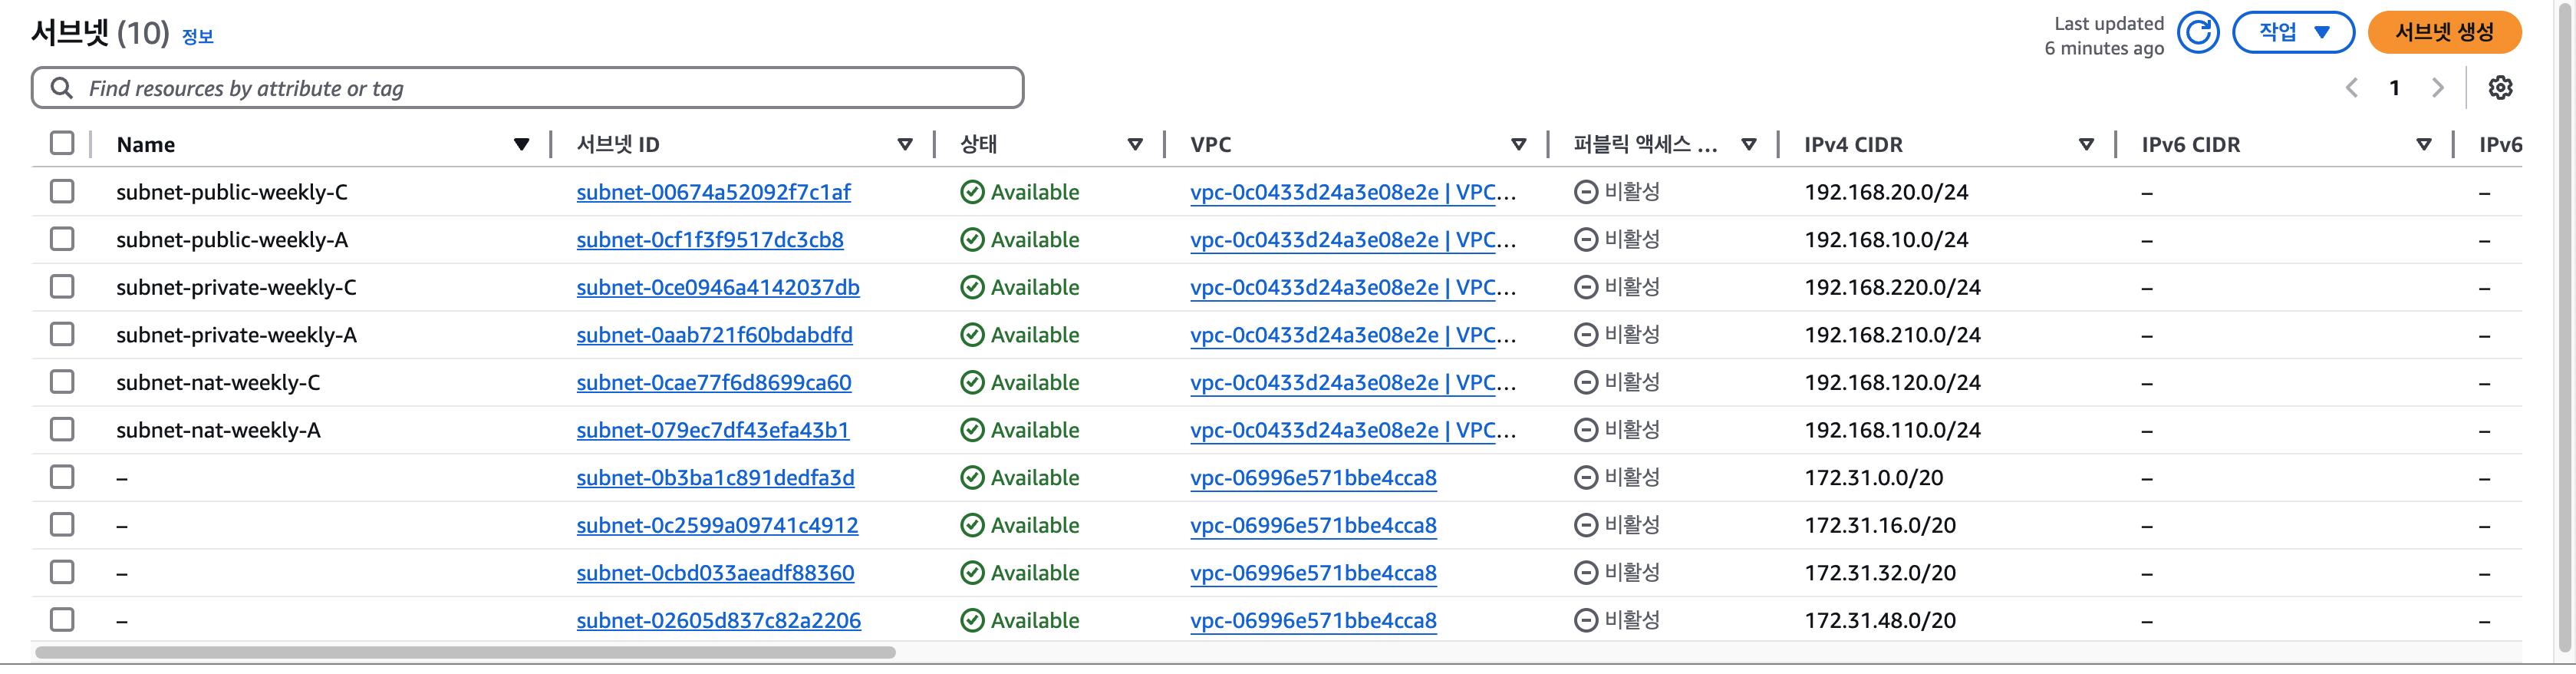 서브넷 (10) 정보
Last updated
6 minutes ago
작업
서브넷 생성
Find resources by attribute or tag
1
Name 서브넷 ID 상태 VPC 퍼블릭 액세스 ... IPv4 CIDR IPv6 CIDR IPv6
subnet-public-weekly-C subnet-00674a52092f7c1af Available vpc-0c0433d24a3e08e2e | VPC... 비활성 192.168.20.0/24 – –
subnet-public-weekly-A subnet-0cf1f3f9517dc3cb8 Available vpc-0c0433d24a3e08e2e | VPC... 비활성 192.168.10.0/24 – –
subnet-private-weekly-C subnet-0ce0946a4142037db Available vpc-0c0433d24a3e08e2e | VPC... 비활성 192.168.220.0/24 – –
subnet-private-weekly-A subnet-0aab721f60bdabdfd Available vpc-0c0433d24a3e08e2e | VPC... 비활성 192.168.210.0/24 – –
subnet-nat-weekly-C subnet-0cae77f6d8699ca60 Available vpc-0c0433d24a3e08e2e | VPC... 비활성 192.168.120.0/24 – –
subnet-nat-weekly-A subnet-079ec7df43efa43b1 Available vpc-0c0433d24a3e08e2e | VPC... 비활성 192.168.110.0/24 – –
– subnet-0b3ba1c891dedfa3d Available vpc-06996e571bbe4cca8 비활성 172.31.0.0/20 – –
– subnet-0c2599a09741c4912 Available vpc-06996e571bbe4cca8 비활성 172.31.16.0/20 – –
– subnet-0cbd033aeadf88360 Available vpc-06996e571bbe4cca8 비활성 172.31.32.0/20 – –
– subnet-02605d837c82a2206 Available vpc-06996e571bbe4cca8 비활성 172.31.48.0/20 – –